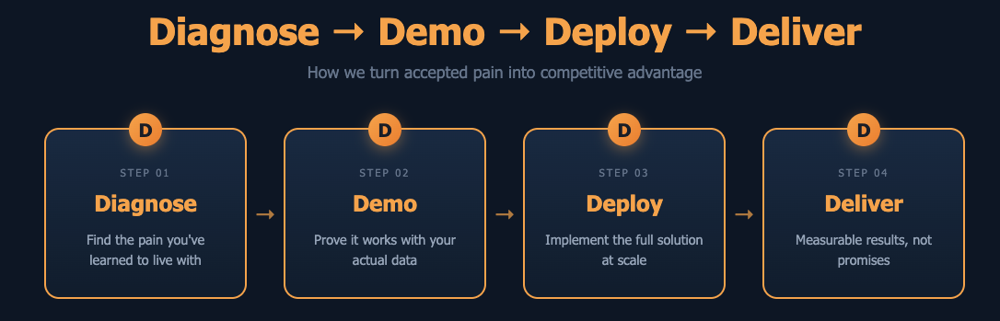 Diagnose → Demo → Deploy → Deliver
How we turn accepted pain into competitive advantage
D
STEP 01
Diagnose
Find the pain you've
learned to live with
→
D
STEP 02
Demo
Prove it works with your
actual data
→
D
STEP 03
Deploy
Implement the full solution
at scale
→
D
STEP 04
Deliver
Measurable results, not
promises